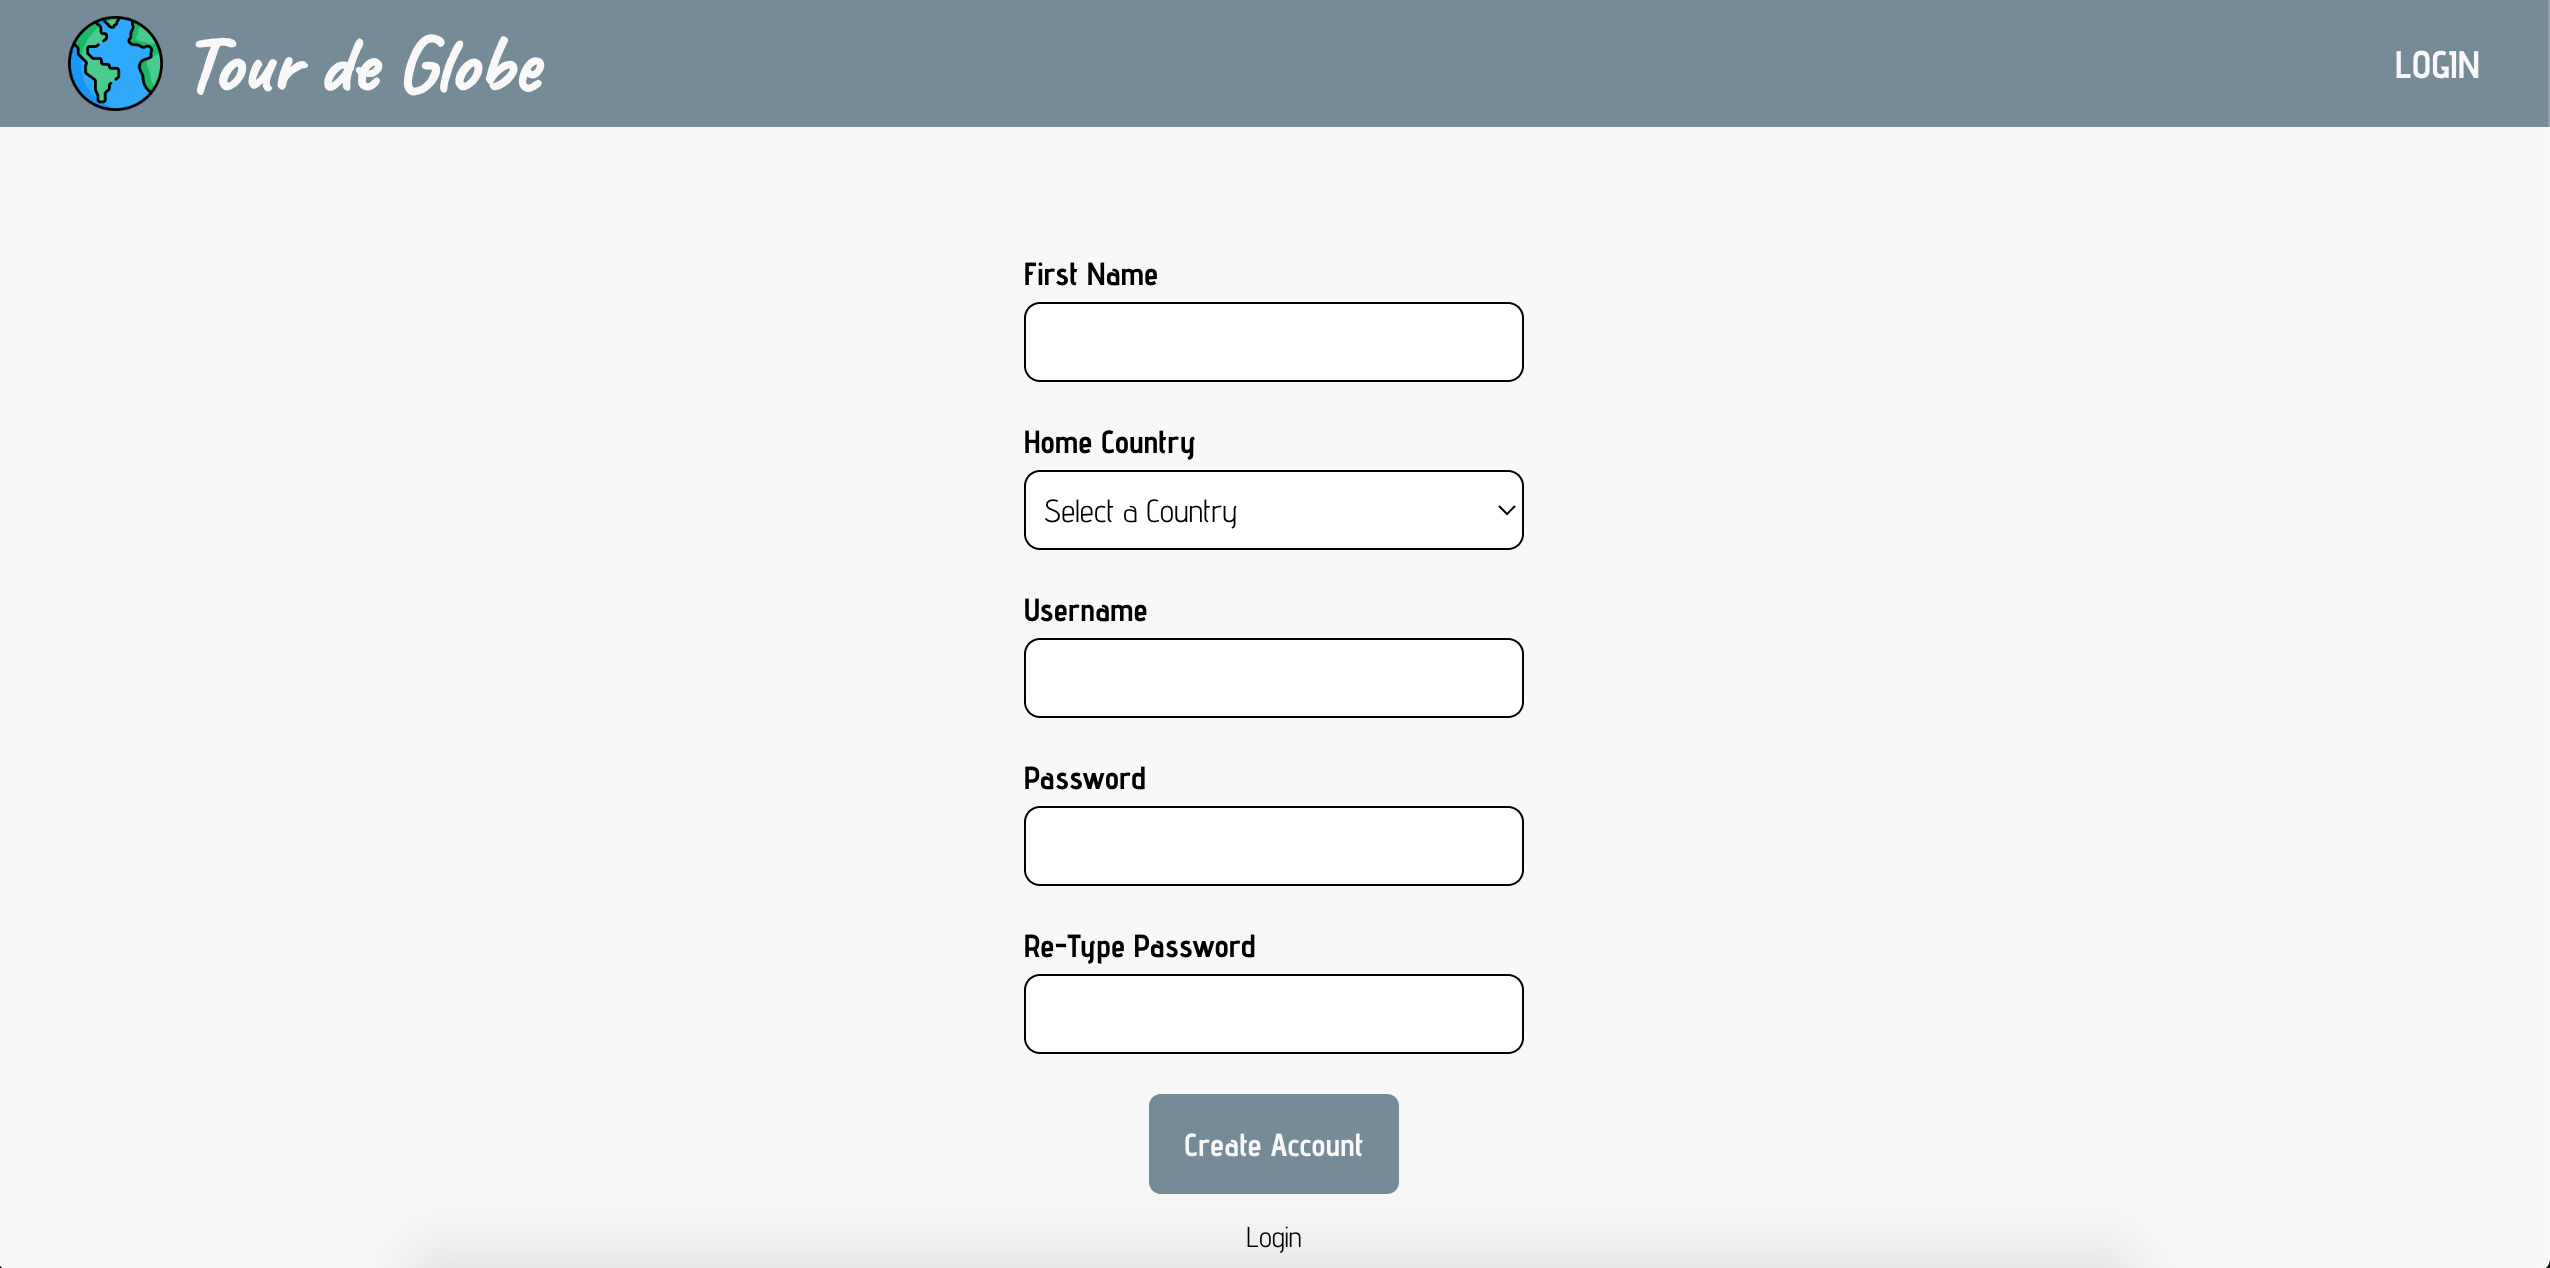 Tour de Globe
LOGIN
First Name
Home Country
Select a Country
Username
Password
Re-Type Password
Create Account
Login